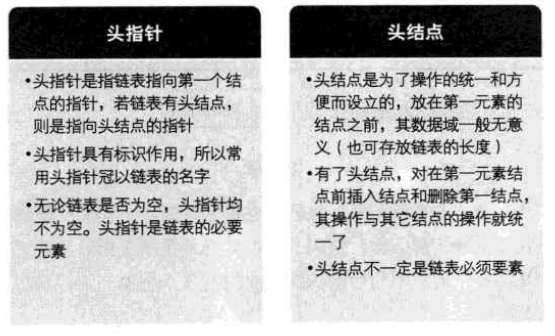 头指针
•头指针是指链表指向第一个结
点的指针，若链表有头结点，
则是指向头结点的指针
•头指针具有标识作用，所以常
用头指针冠以链表的名字
•无论链表是否为空，头指针均
不为空。头指针是链表的必要
元素
头结点
•头结点是为了操作的统一和方
便而设立的，放在第一元素的
结点之前，其数据域一般无意
义（也可存放链表的长度）
•有了头结点，对在第一元素结
点前插入结点和删除第一结点，
其操作与其它结点的操作就统
一了
•头结点不一定是链表必须要素